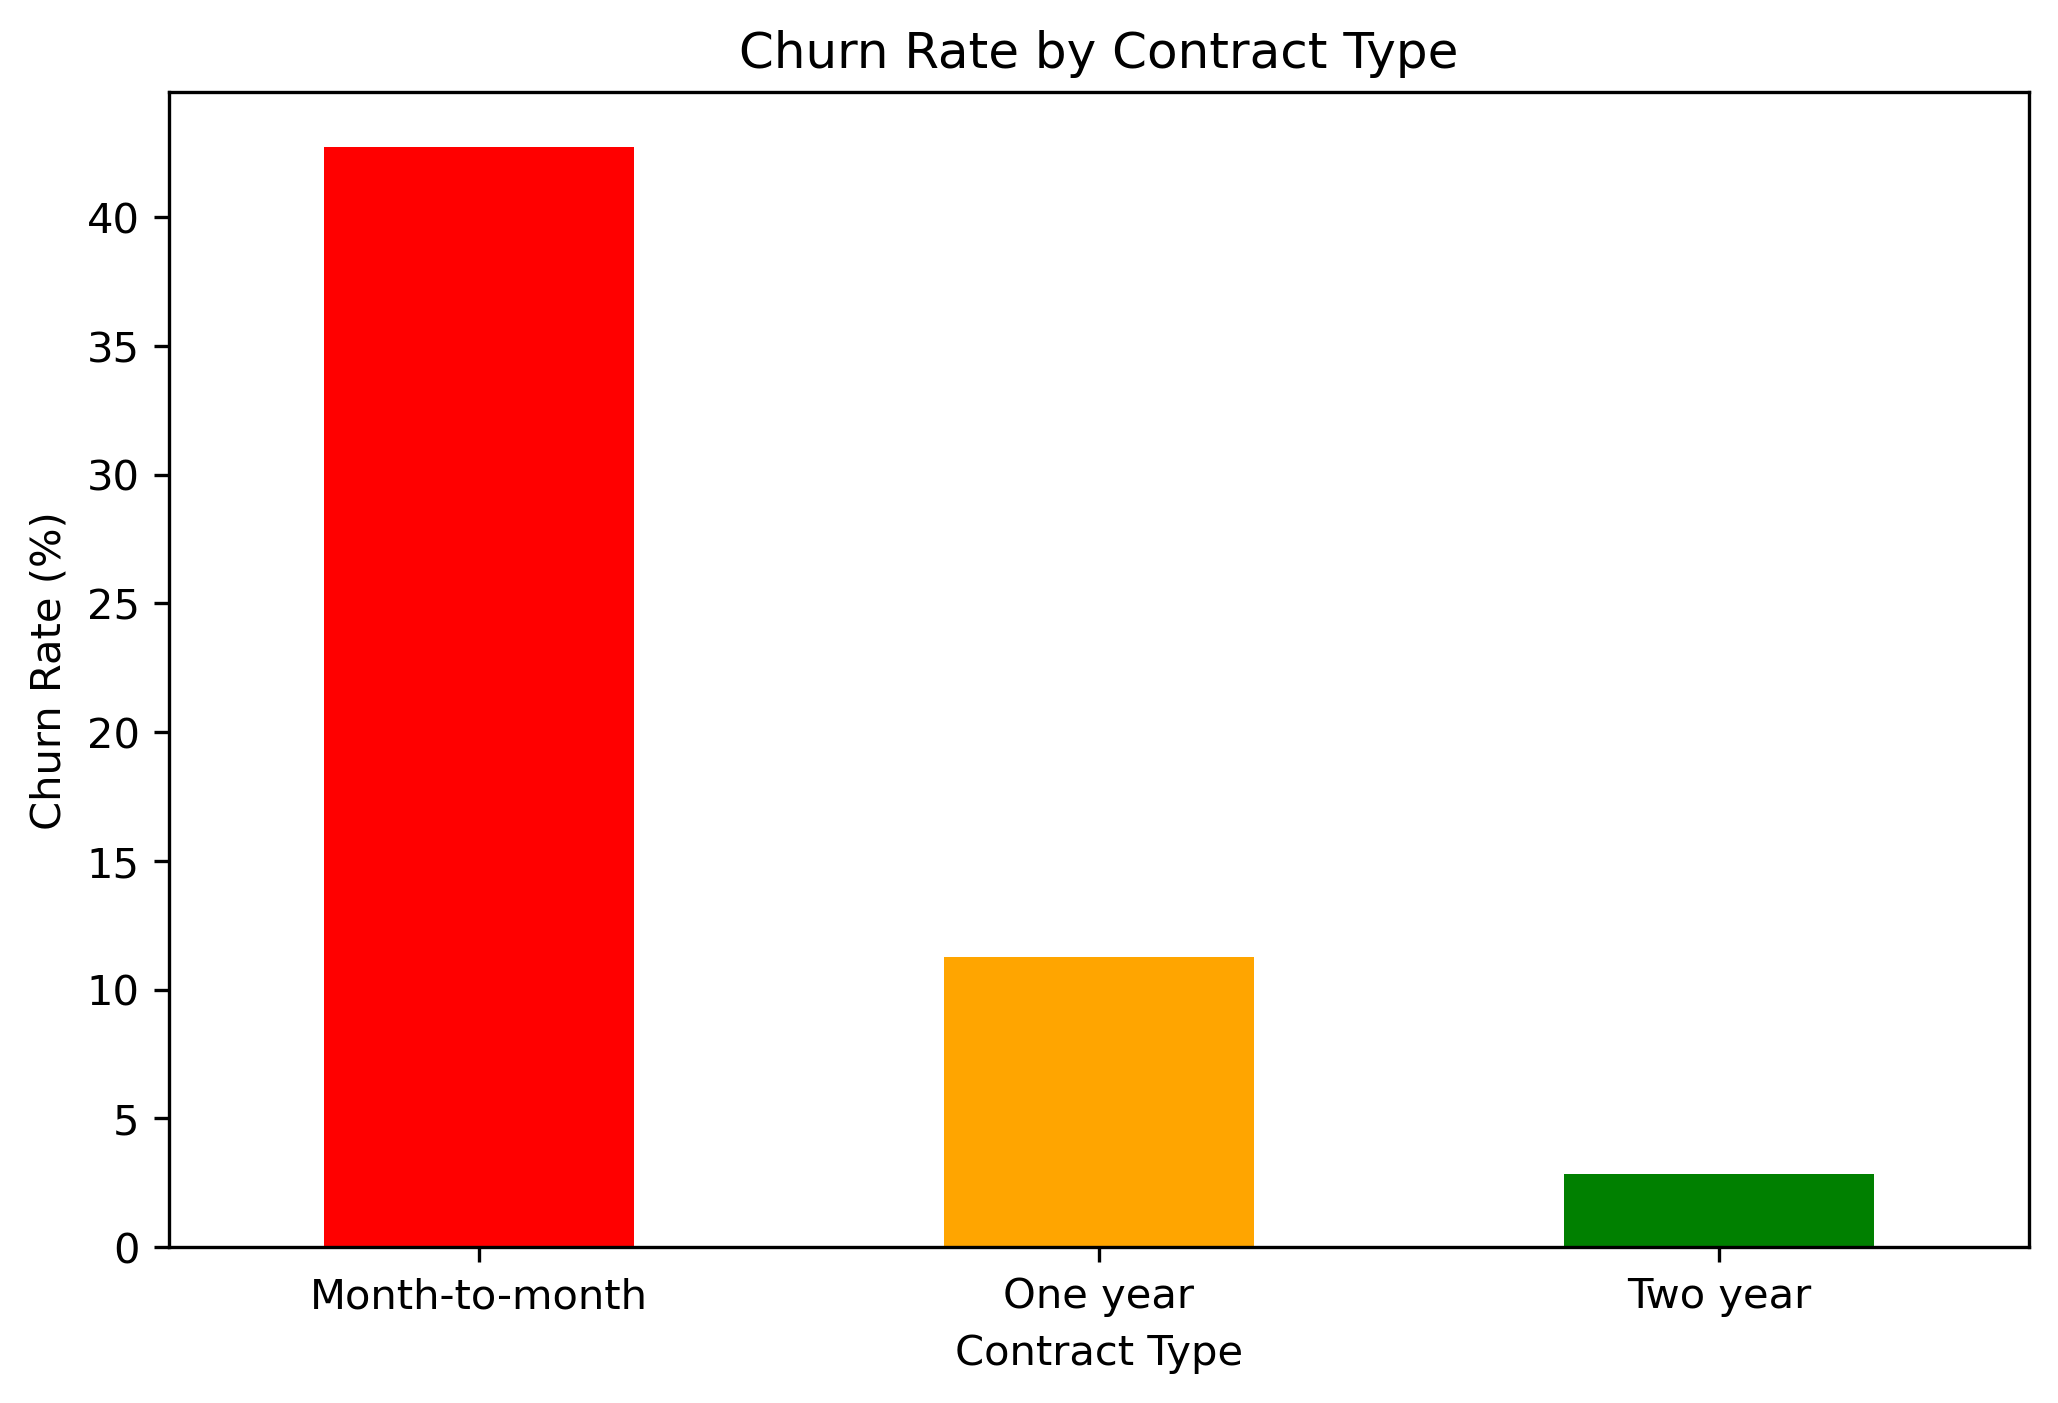 Churn Rate by Contract Type
Churn Rate (%)
40
35
30
25
20
15
10
5
0
Month-to-month
One year
Two year
Contract Type